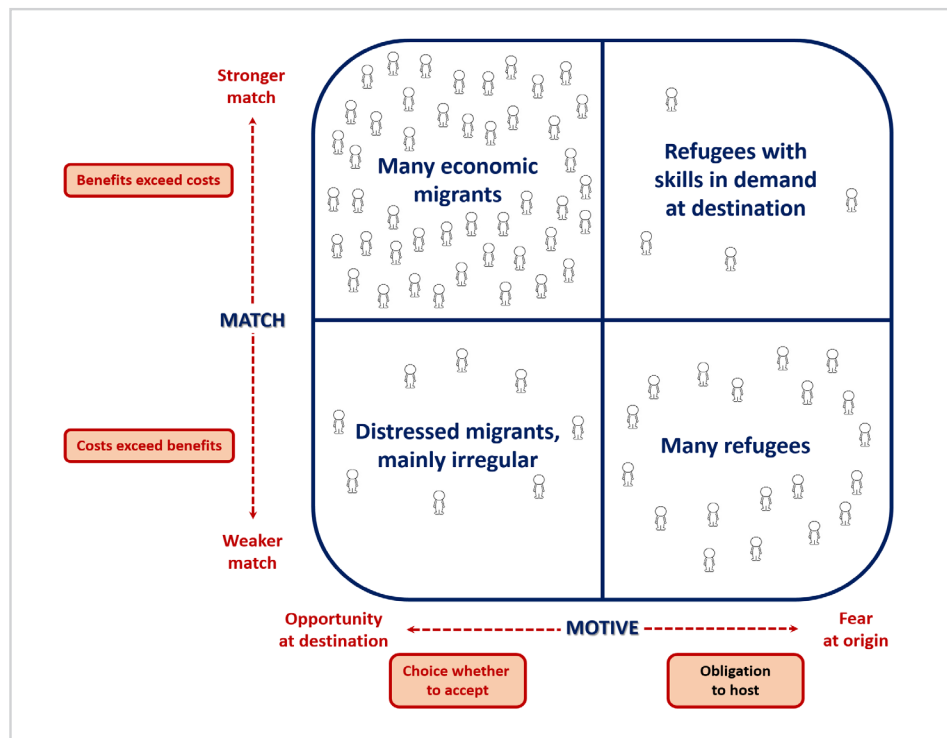 Stronger
match
Benefits exceed costs
MATCH
Costs exceed benefits
Weaker
match
Many economic
migrants
Refugees with
skills in demand
at destination
Distressed migrants,
mainly irregular
Many refugees
Opportunity
at destination
MOTIVE
Fear
at origin
Choice whether
to accept
Obligation
to host